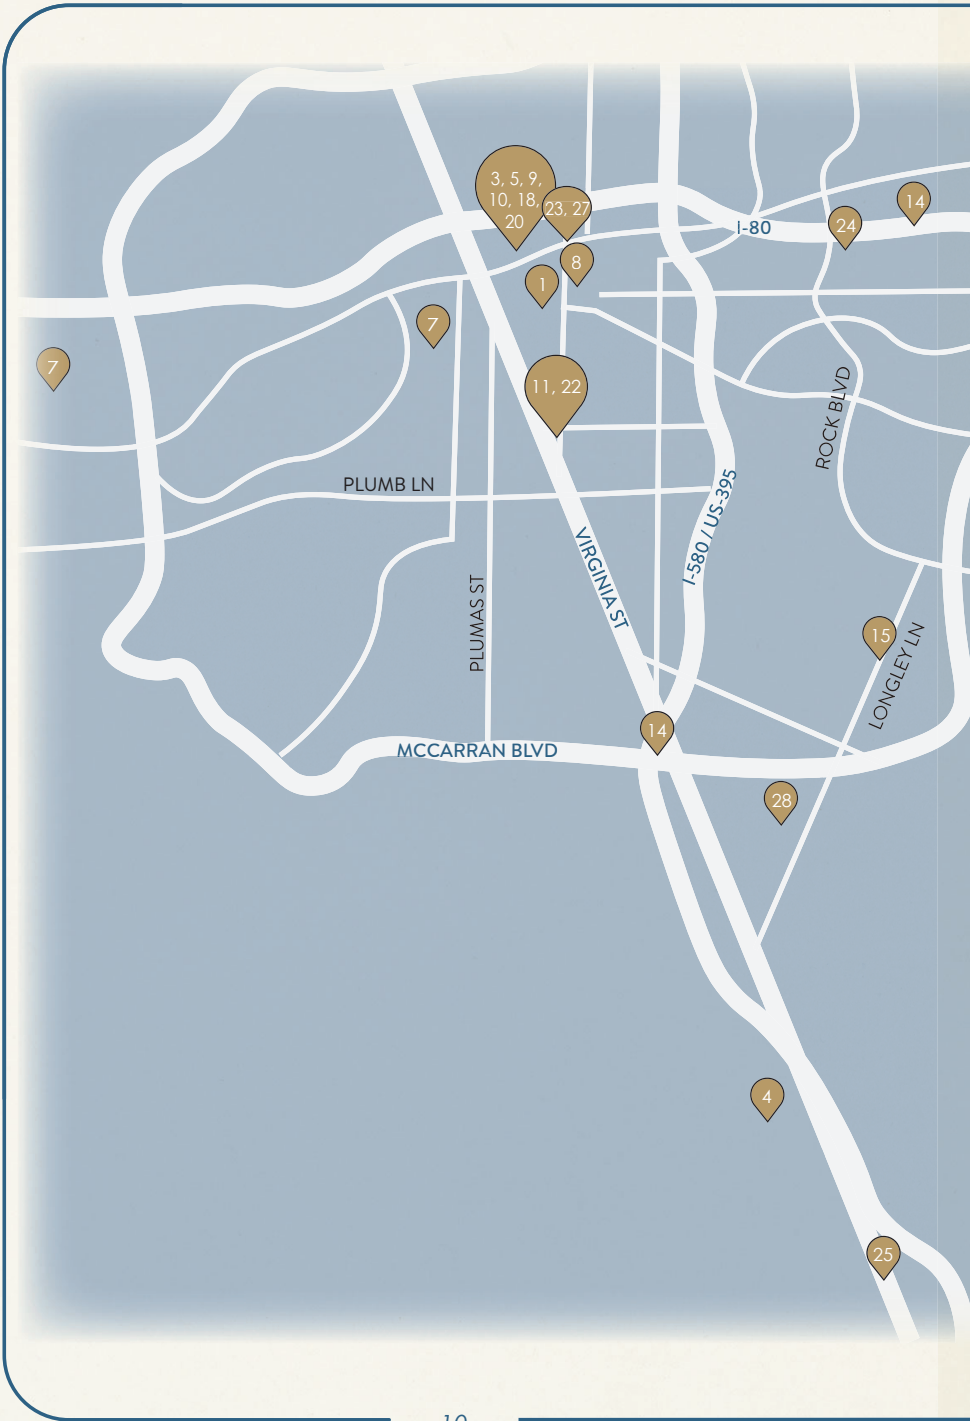 3, 5, 9,
10, 18,
20
23, 27
14
24
I-80
8
1
7
7
11, 22
ROCK BLVD
PLUMB LN
I-580 / US-395
VIRGINIA ST
PLUMAS ST
15
LONGLEY LN
14
MCCARRAN BLVD
28
4
25
10